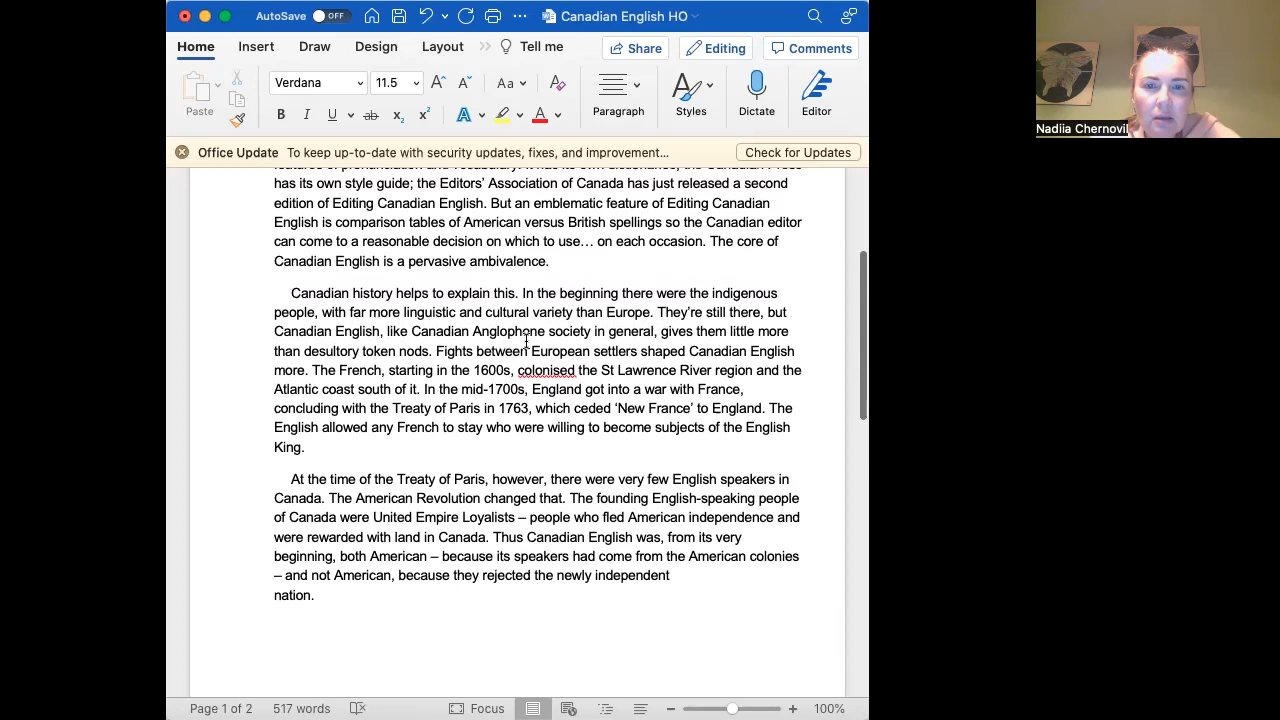 AutoSave OFF Canadian English HO
Home Insert Draw Design Layout Tell me Share Editing Comments
Paste Verdana 11.5 Aa Paragraph Styles Dictate Editor
B I U ab x2 x2 A A
Office Update To keep up-to-date with security updates, fixes, and improvement... Check for Updates
has its own style guide; the Editors’ Association of Canada has just released a second
edition of Editing Canadian English. But an emblematic feature of Editing Canadian
English is comparison tables of American versus British spellings so the Canadian editor
can come to a reasonable decision on which to use… on each occasion. The core of
Canadian English is a pervasive ambivalence.
Canadian history helps to explain this. In the beginning there were the indigenous
people, with far more linguistic and cultural variety than Europe. They’re still there, but
Canadian English, like Canadian Anglophone society in general, gives them little more
than desultory token nods. Fights between European settlers shaped Canadian English
more. The French, starting in the 1600s, colonised the St Lawrence River region and the
Atlantic coast south of it. In the mid-1700s, England got into a war with France,
concluding with the Treaty of Paris in 1763, which ceded ‘New France’ to England. The
English allowed any French to stay who were willing to become subjects of the English
King.
At the time of the Treaty of Paris, however, there were very few English speakers in
Canada. The American Revolution changed that. The founding English-speaking people
of Canada were United Empire Loyalists – people who fled American independence and
were rewarded with land in Canada. Thus Canadian English was, from its very
beginning, both American – because its speakers had come from the American colonies
– and not American, because they rejected the newly independent
nation.
Page 1 of 2 517 words Focus 100%
Nadiia Chernovil